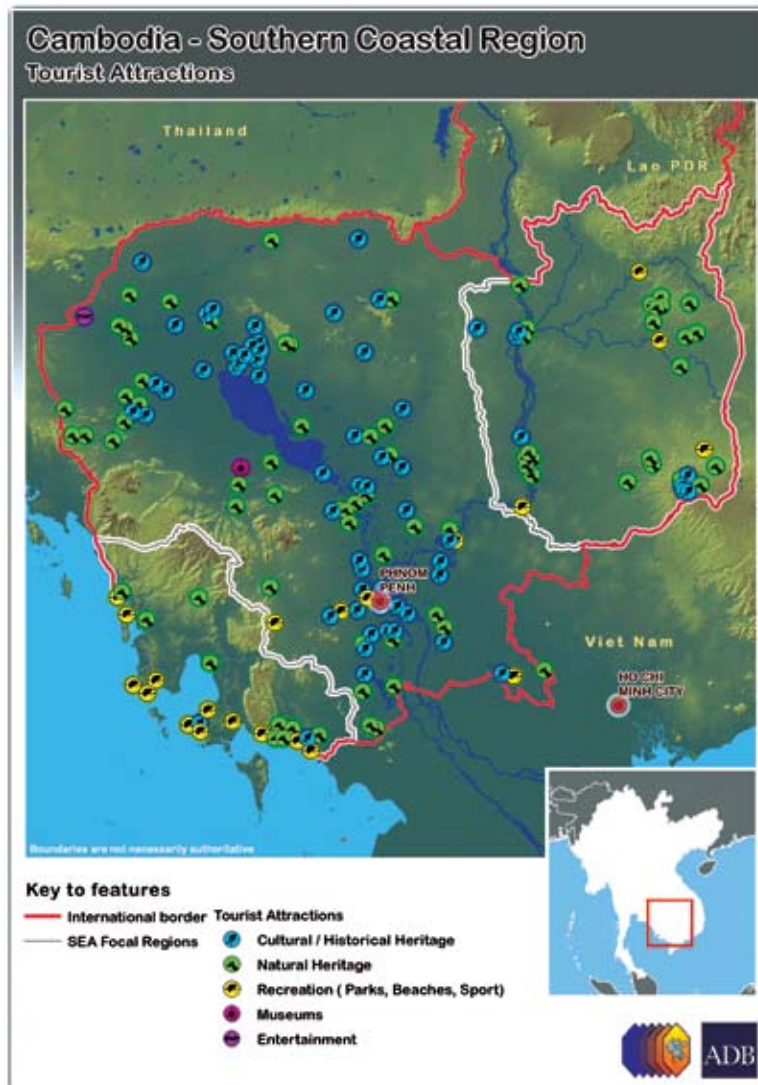 Cambodia - Southern Coastal Region
Tourist Attractions
Thailand
Lao PDR
PHNOM
PENH
Viet Nam
HO CHI
MINH CITY
Boundaries are not necessarily authoritative
Key to features
International border
SEA Focal Regions
Tourist Attractions
Cultural / Historical Heritage
Natural Heritage
Recreation ( Parks, Beaches, Sport)
Museums
Entertainment
ADB